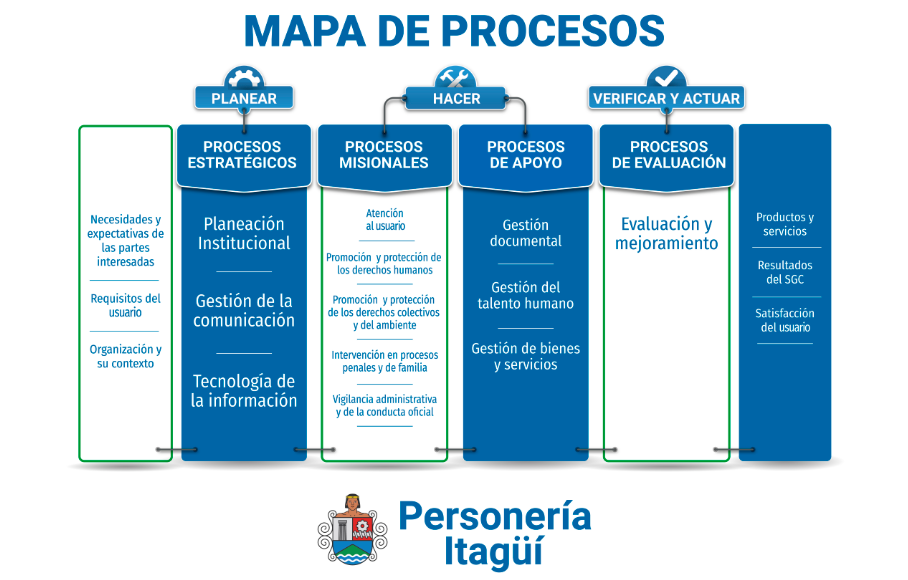 MAPA DE PROCESOS
PLANEAR
HACER
VERIFICAR Y ACTUAR
Necesidades y
expectativas de
las partes
interesadas
Requisitos del
usuario
Organización y
su contexto
PROCESOS
ESTRATÉGICOS
Planeación
Institucional
Gestión de la
comunicación
Tecnología de
la información
PROCESOS
MISIONALES
Atención
al usuario
Promoción y protección de
los derechos humanos
Promoción y protección
de los derechos colectivos
y del ambiente
Intervención en procesos
penales y de familia
Vigilancia administrativa
y de la conducta oficial
PROCESOS
DE APOYO
Gestión
documental
Gestión del
talento humano
Gestión de bienes
y servicios
PROCESOS
DE EVALUACIÓN
Evaluación y
mejoramiento
Productos y
servicios
Resultados
del SGC
Satisfacción
del usuario
Personería
Itagüí